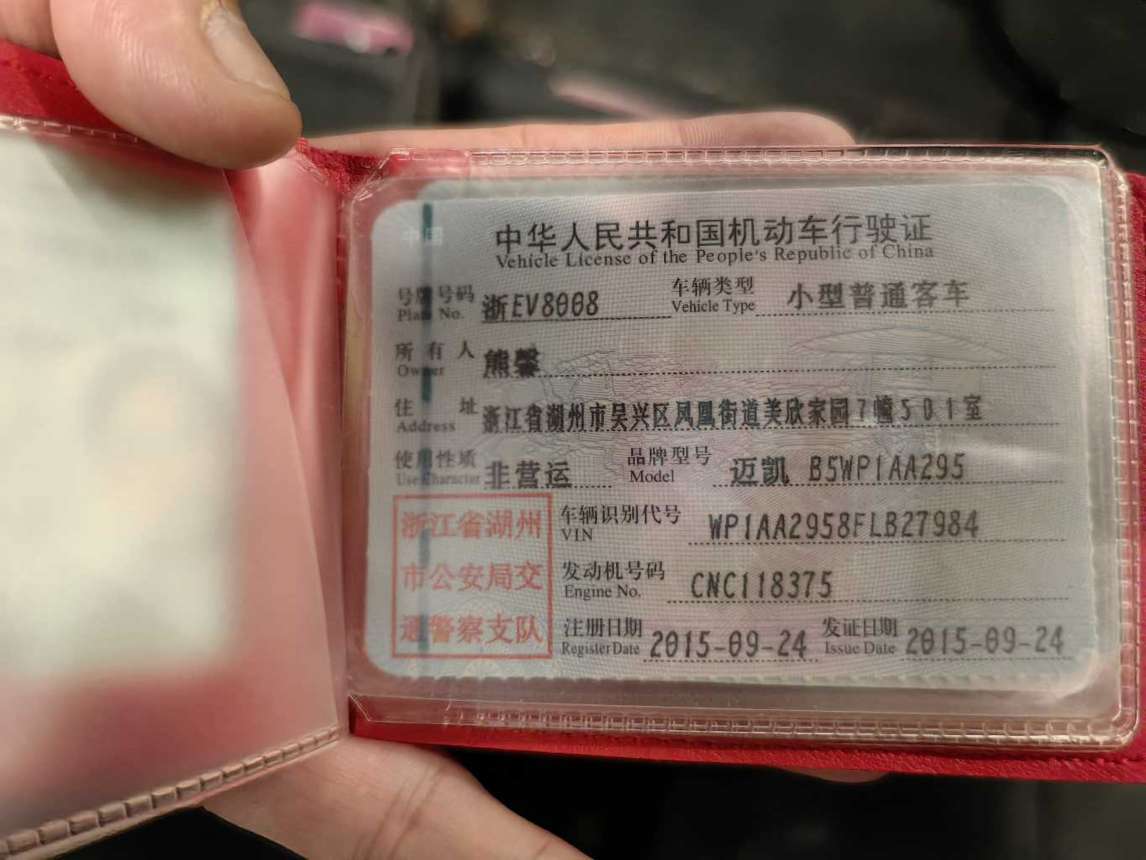 中华人民共和国机动车行驶证
Vehicle License of the People's Republic of China
号牌号码 浙EV8008 车辆类型 小型普通客车
Plate No. Vehicle Type
所有人 熊馨
Owner
住址 浙江省湖州市吴兴区凤凰街道美欣家园7幢501室
Address
使用性质 非营运 品牌型号 迈凯 B5WP1AA295
Use Character Model
车辆识别代号 WP1AA2958FLB27984
VIN
发动机号码 CNC118375
Engine No.
注册日期 2015-09-24 发证日期 2015-09-24
Register Date Issue Date
浙江省湖州
市公安局交
通警察支队